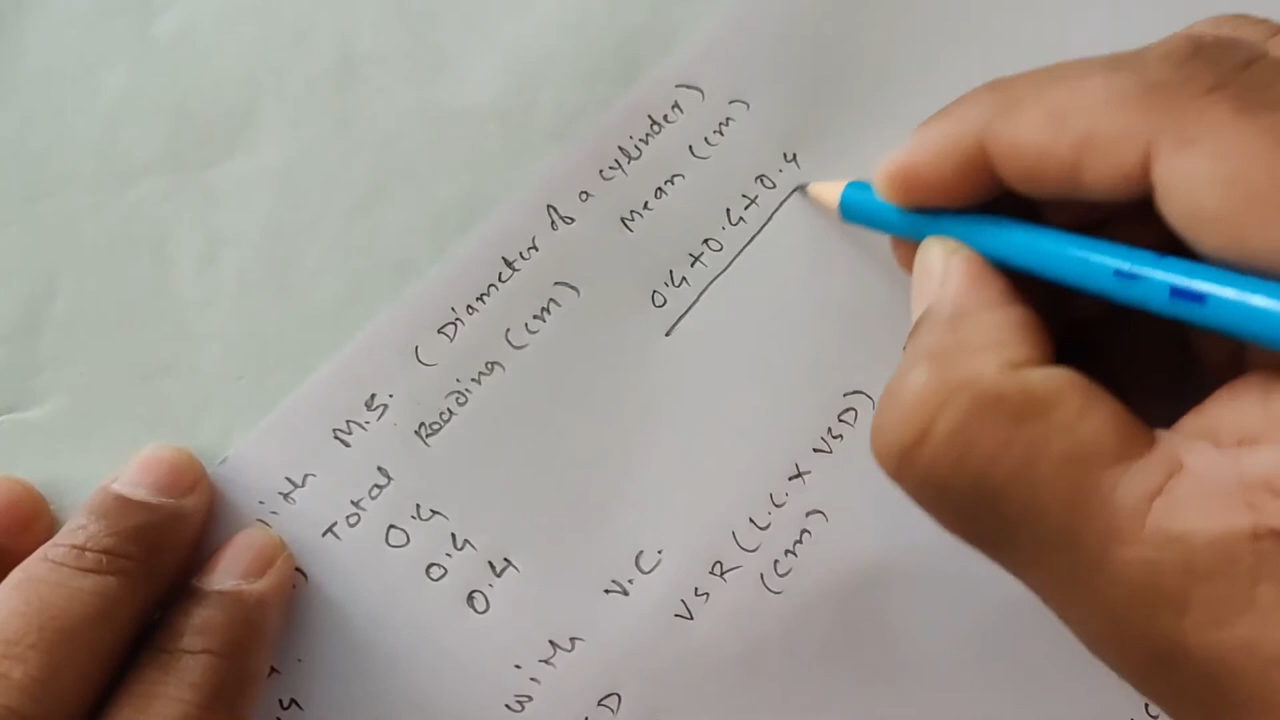 with M.S. (Diameter of a cylinder)
Total Reading (cm) Mean (cm)
0.4 0.4+0.4+0.4
0.4
0.4
with V.C.
VSR (L.C. X VSD)
(cm)